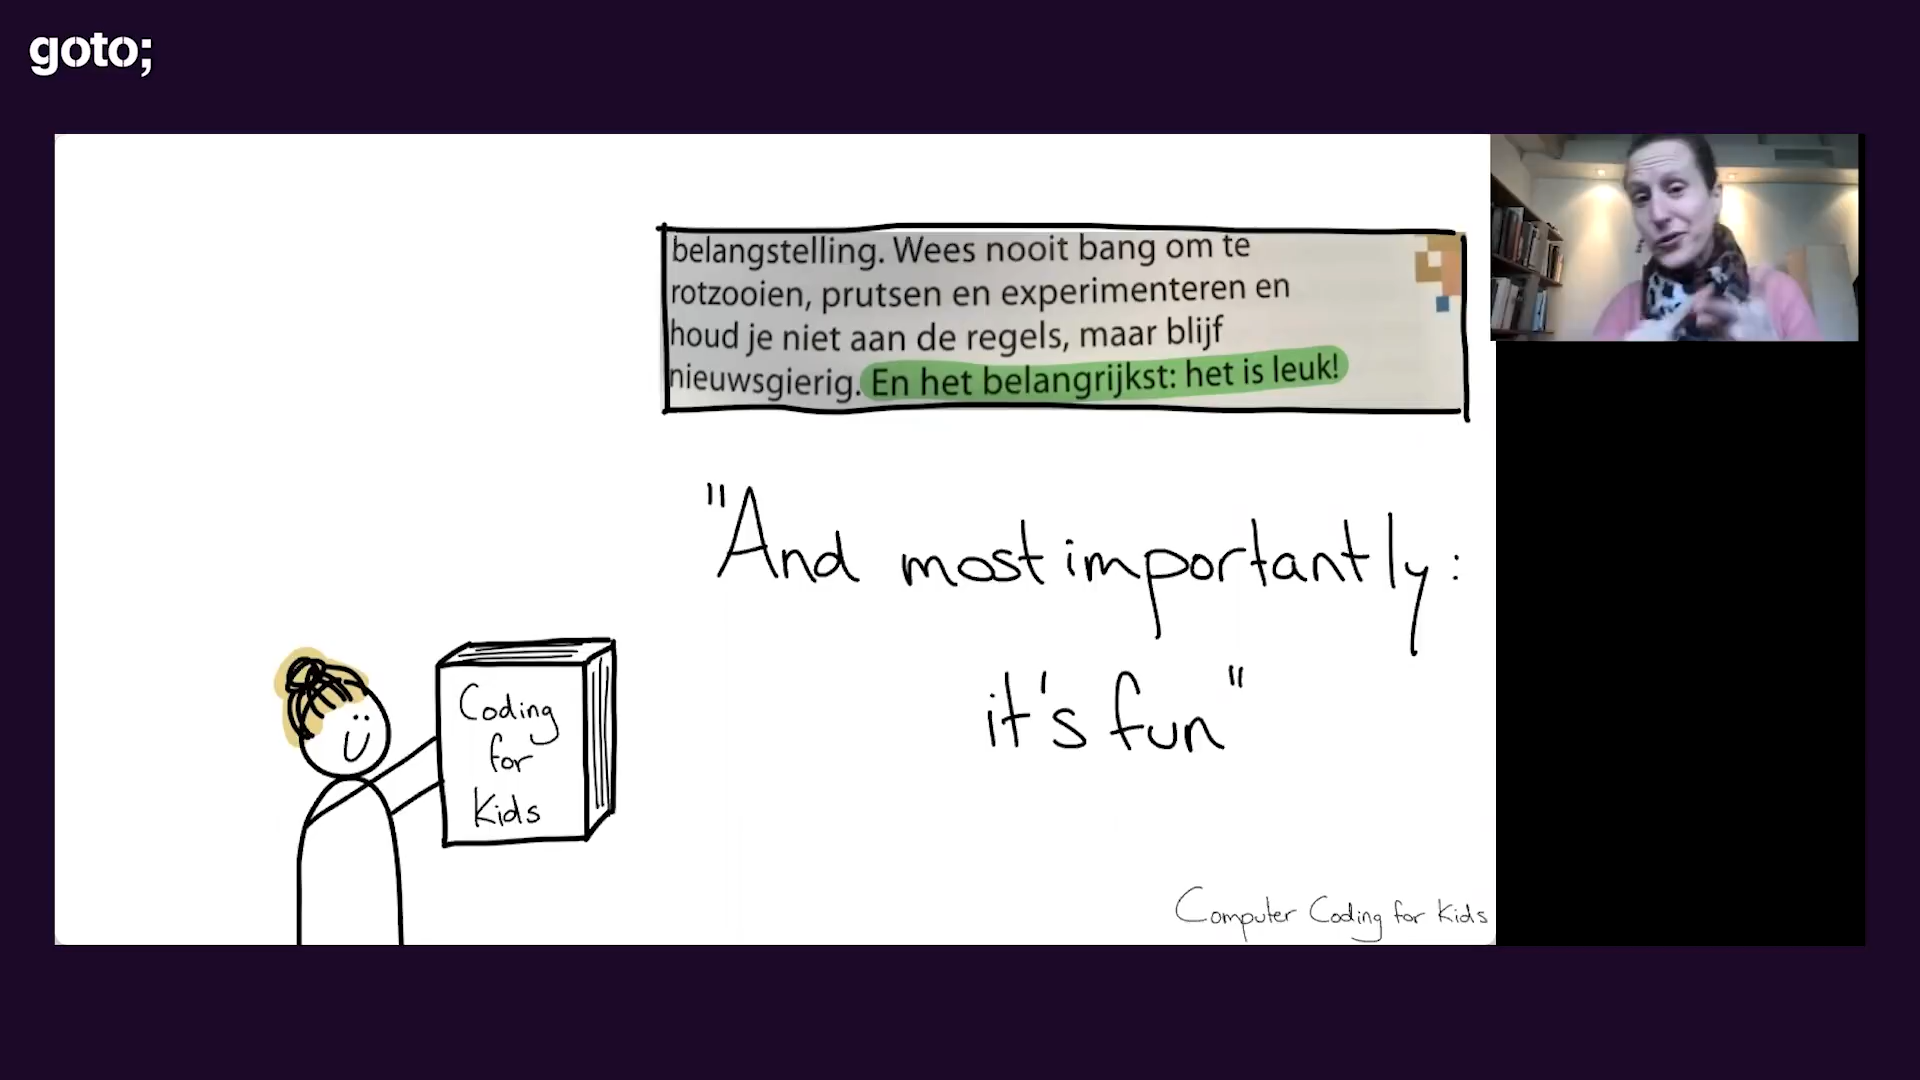 goto;
belangstelling. Wees nooit bang om te
rotzooien, prutsen en experimenteren en
houd je niet aan de regels, maar blijf
nieuwsgierig. En het belangrijkst: het is leuk!
"And most importantly:
it's fun"
Coding
for
Kids
Computer Coding for Kids